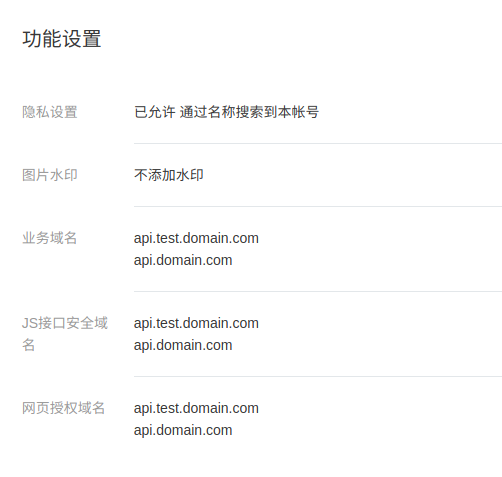 功能设置
隐私设置
已允许 通过名称搜索到本帐号
图片水印
不添加水印
业务域名
api.test.domain.com
api.domain.com
JS接口安全域
名
api.test.domain.com
api.domain.com
网页授权域名
api.test.domain.com
api.domain.com